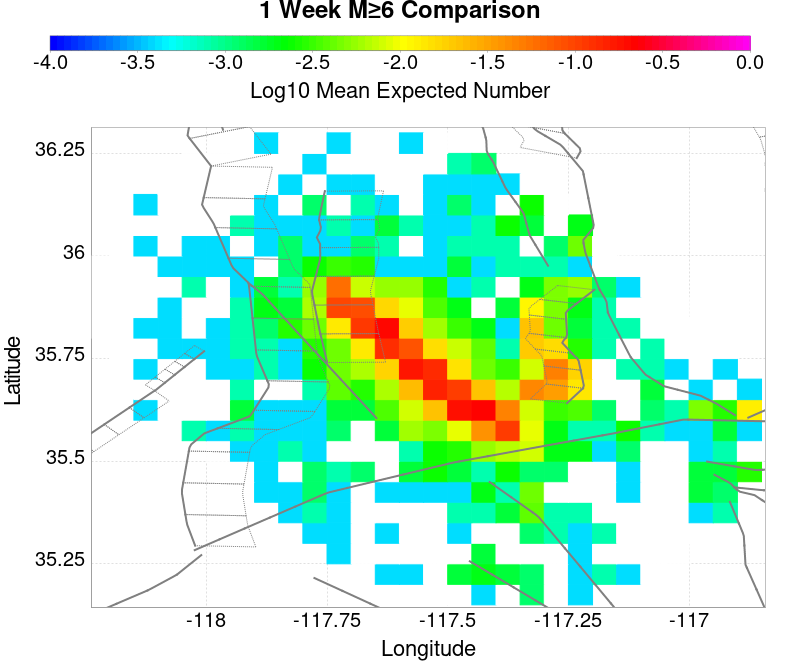 1 Week M≥6 Comparison
-4.0 -3.5 -3.0 -2.5 -2.0 -1.5 -1.0 -0.5 0.0
Log10 Mean Expected Number
36.25
36
35.75
35.5
35.25
Latitude
-118 -117.75 -117.5 -117.25 -117
Longitude